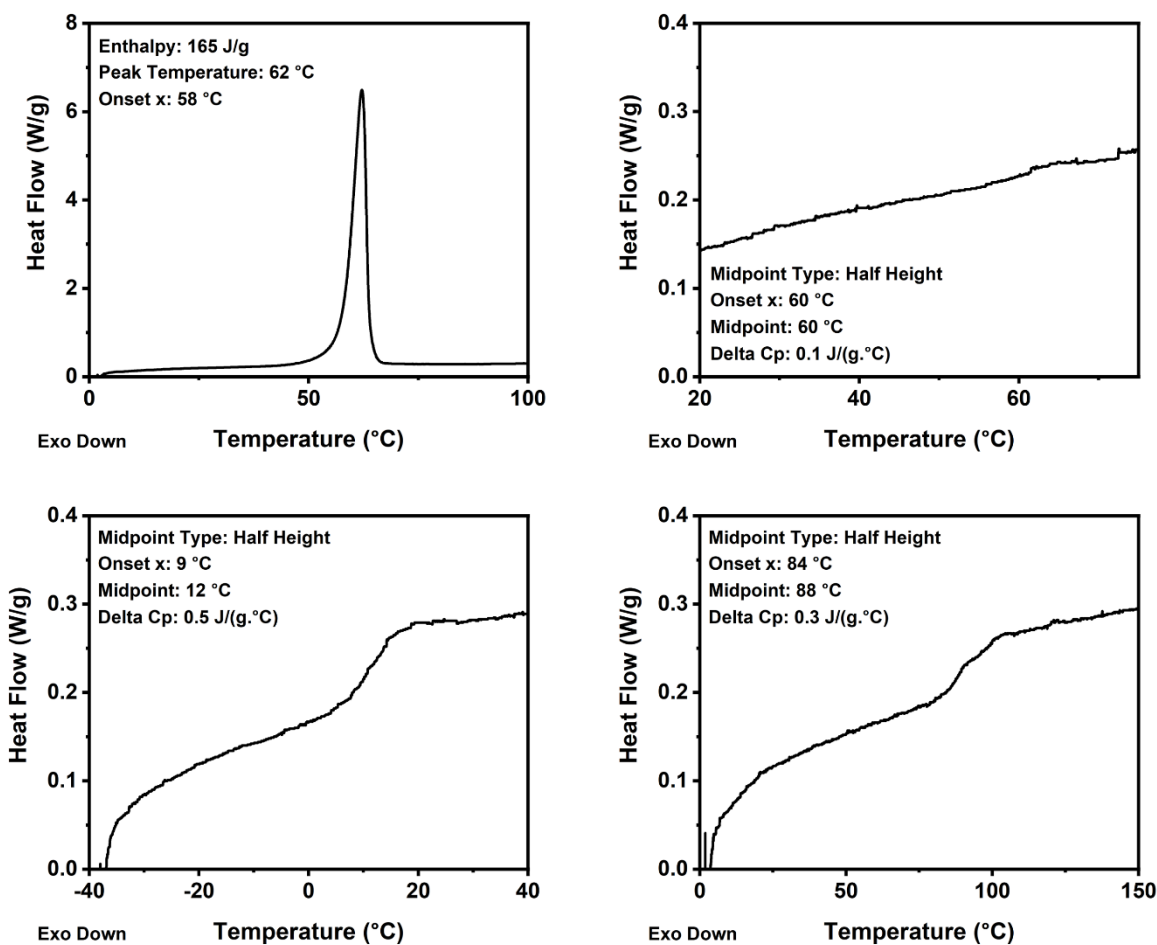 8
6
4
2
0
Heat Flow (W/g)
Enthalpy: 165 J/g
Peak Temperature: 62 °C
Onset x: 58 °C
0
50
100
Exo Down
Temperature (°C)
0.4
0.3
0.2
0.1
0.0
Heat Flow (W/g)
Midpoint Type: Half Height
Onset x: 60 °C
Midpoint: 60 °C
Delta Cp: 0.1 J/(g.°C)
20
40
60
Exo Down
Temperature (°C)
0.4
0.3
0.2
0.1
0.0
Heat Flow (W/g)
Midpoint Type: Half Height
Onset x: 9 °C
Midpoint: 12 °C
Delta Cp: 0.5 J/(g.°C)
-40
-20
0
20
40
Exo Down
Temperature (°C)
0.4
0.3
0.2
0.1
0.0
Heat Flow (W/g)
Midpoint Type: Half Height
Onset x: 84 °C
Midpoint: 88 °C
Delta Cp: 0.3 J/(g.°C)
0
50
100
150
Exo Down
Temperature (°C)